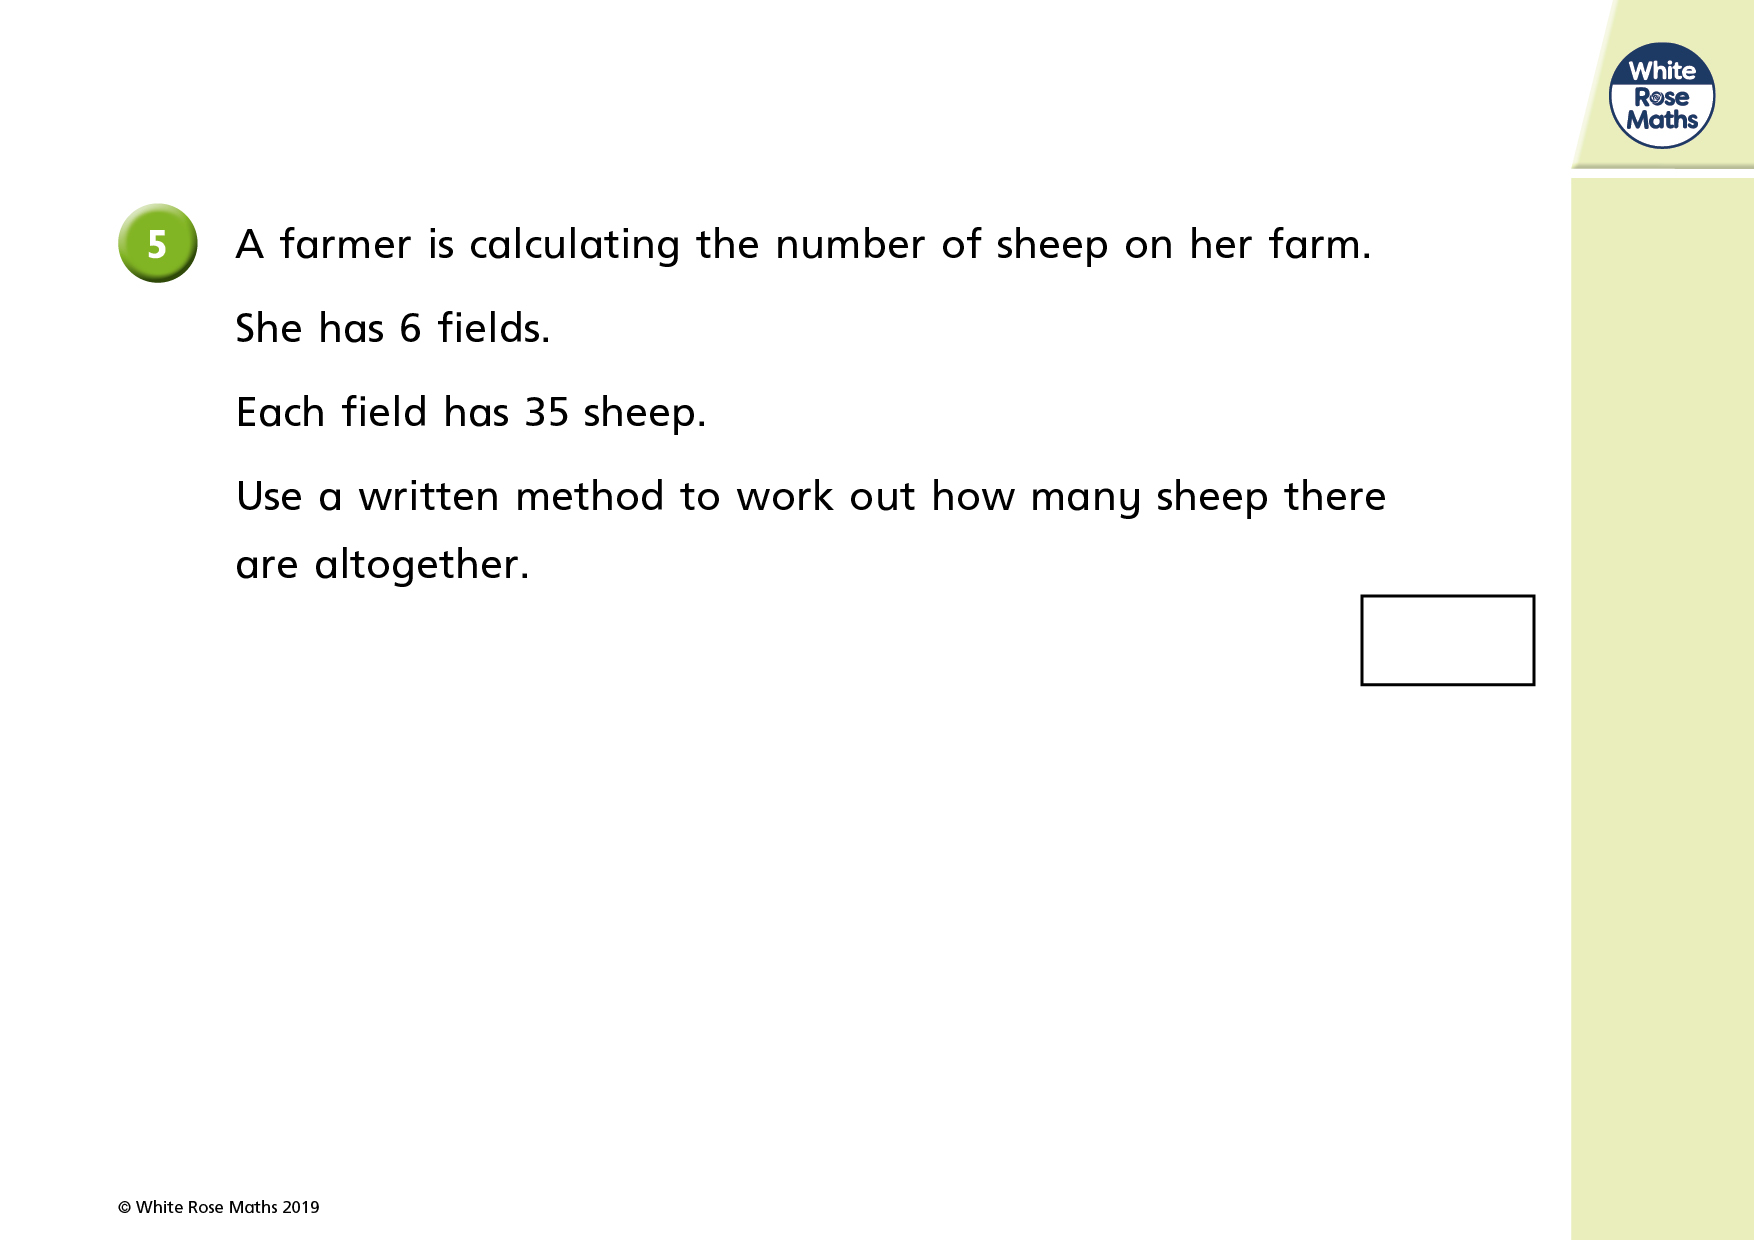 White
Rose
Maths
5 A farmer is calculating the number of sheep on her farm.
She has 6 fields.
Each field has 35 sheep.
Use a written method to work out how many sheep there
are altogether.
© White Rose Maths 2019